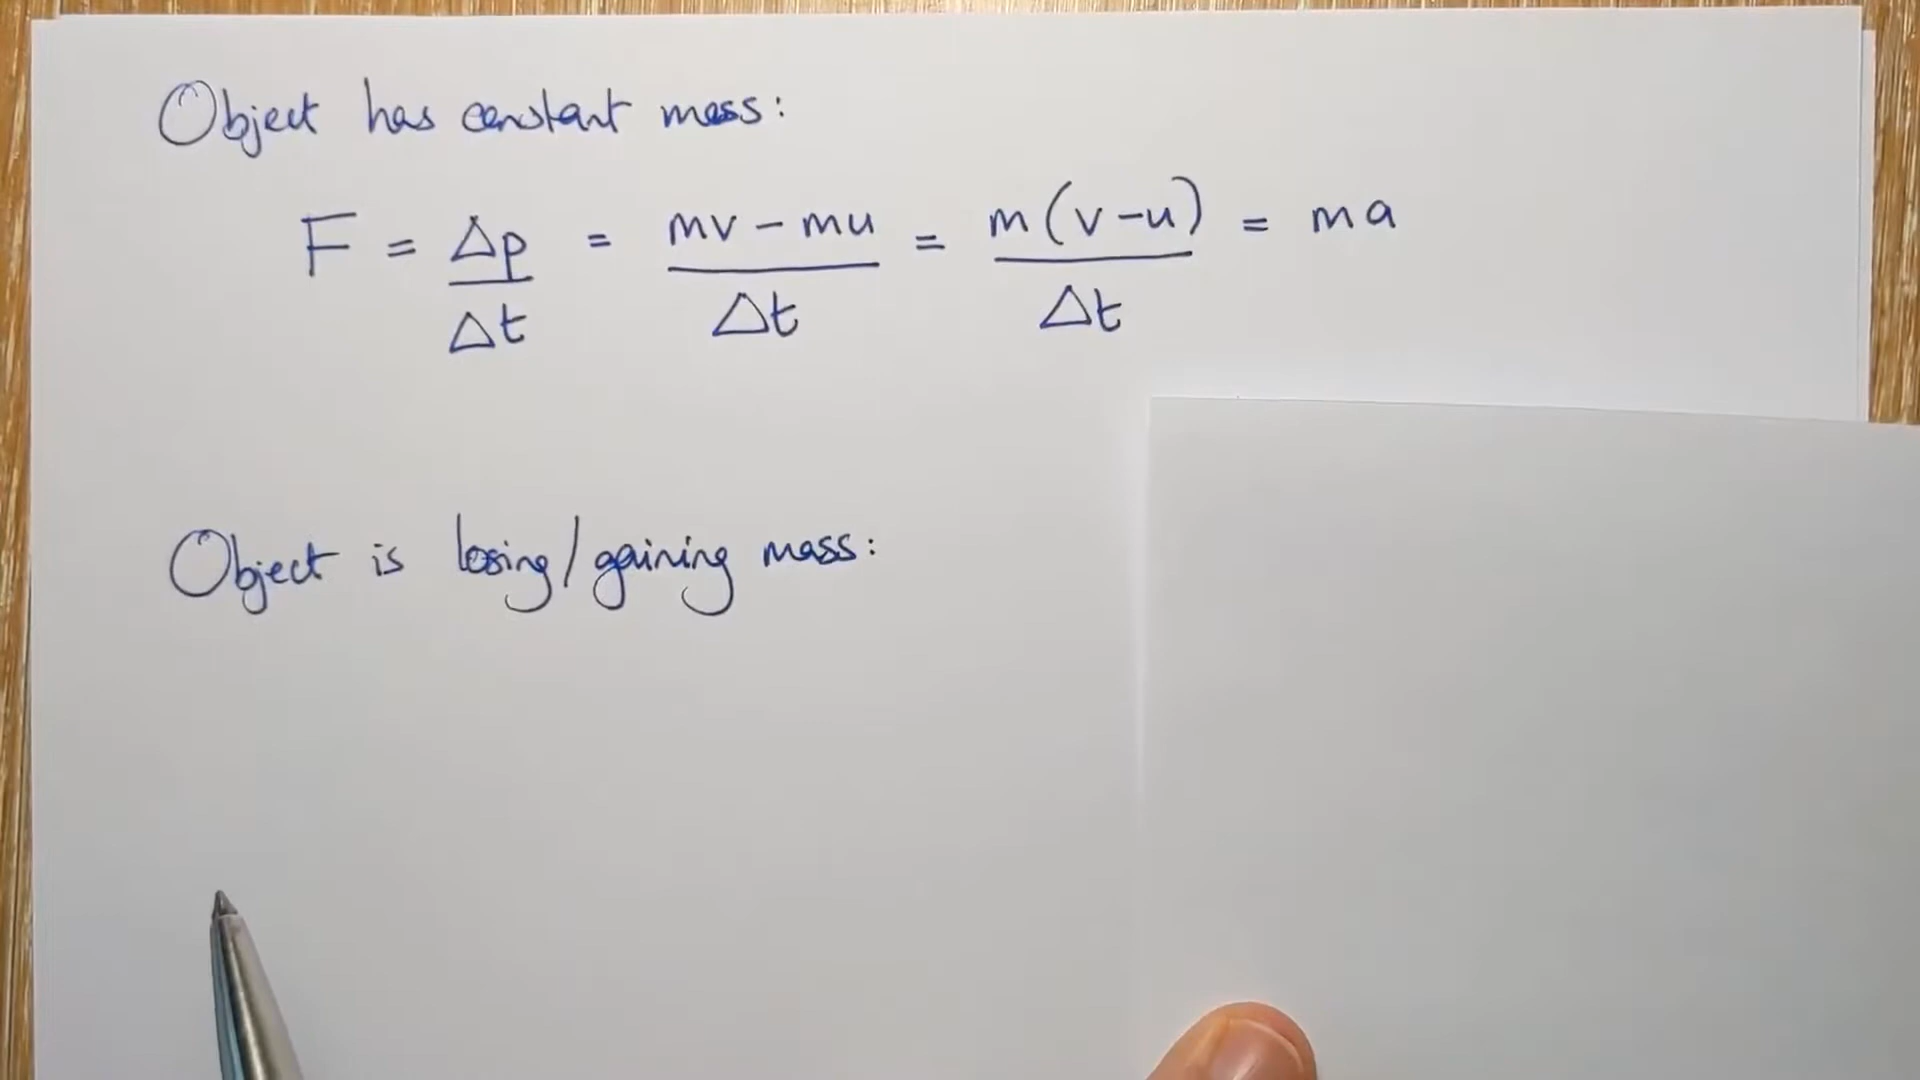 Object has constant mass:
F = Δp/Δt = mv - mu/Δt = m(v-u)/Δt = ma
Object is losing/gaining mass: